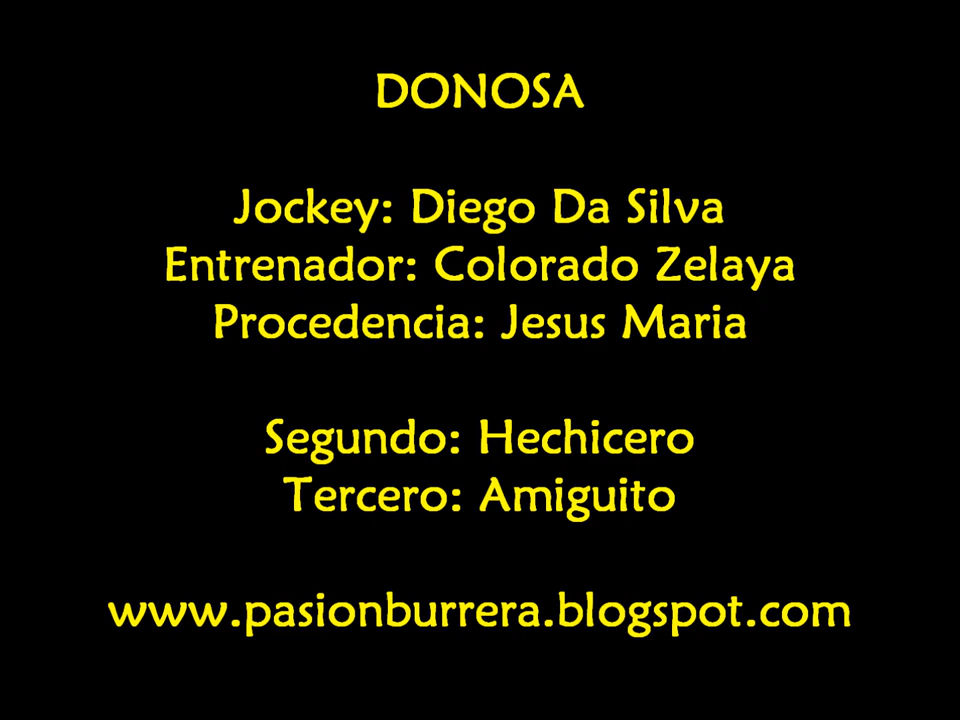 DONOSA
Jockey: Diego Da Silva
Entrenador: Colorado Zelaya
Procedencia: Jesus Maria
Segundo: Hechicero
Tercero: Amiguito
www.pasionburrera.blogspot.com